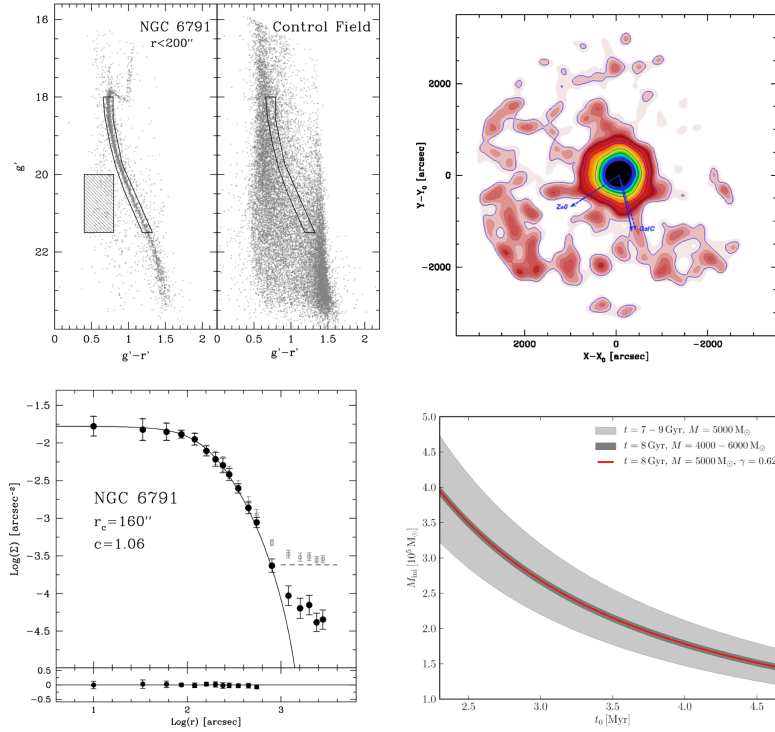 NGC 6791
r<200"
Control Field
16
18
20
22
g'
0
0.5
1
1.5
2
0.5
1
1.5
2
g'−r'
g'−r'
2000
0
−2000
Y−Y0 [arcsec]
Zn0
GalC
2000
0
−2000
X−X0 [arcsec]
−1.5
−2
−2.5
−3
−3.5
−4
−4.5
Log(Σ) [arcsec⁻²]
NGC 6791
r_c=160"
c=1.06
0.5
0
−0.5
1
2
3
Log(r) [arcsec]
5.0
4.5
4.0
3.5
3.0
2.5
2.0
1.5
1.0
M_ini [10⁵ M⊙]
t = 7 − 9 Gyr, M = 5000 M⊙
t = 8 Gyr, M = 4000 − 6000 M⊙
t = 8 Gyr, M = 5000 M⊙, γ = 0.62
2.5
3.0
3.5
4.0
4.5
t₀ [Myr]